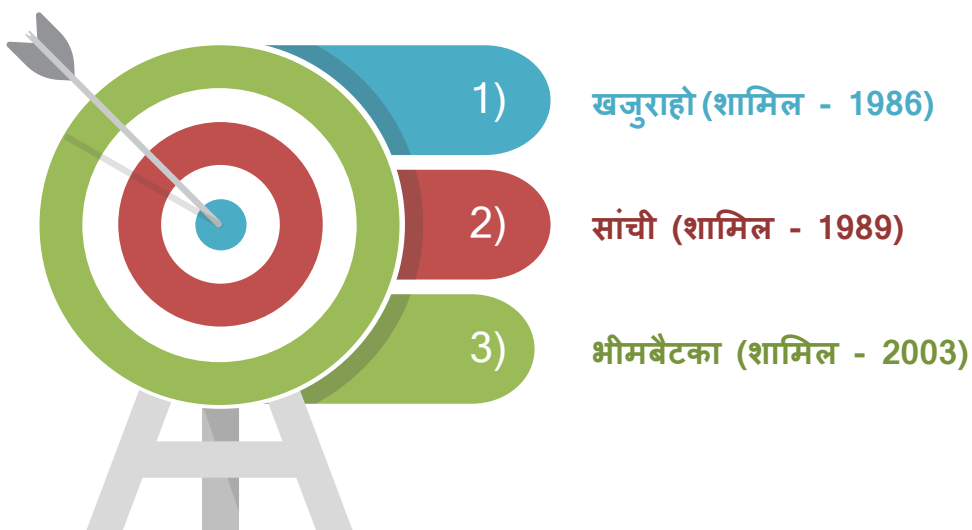 1) खजुराहो (शामिल - 1986)
2) सांची (शामिल - 1989)
3) भीमबैटका (शामिल - 2003)